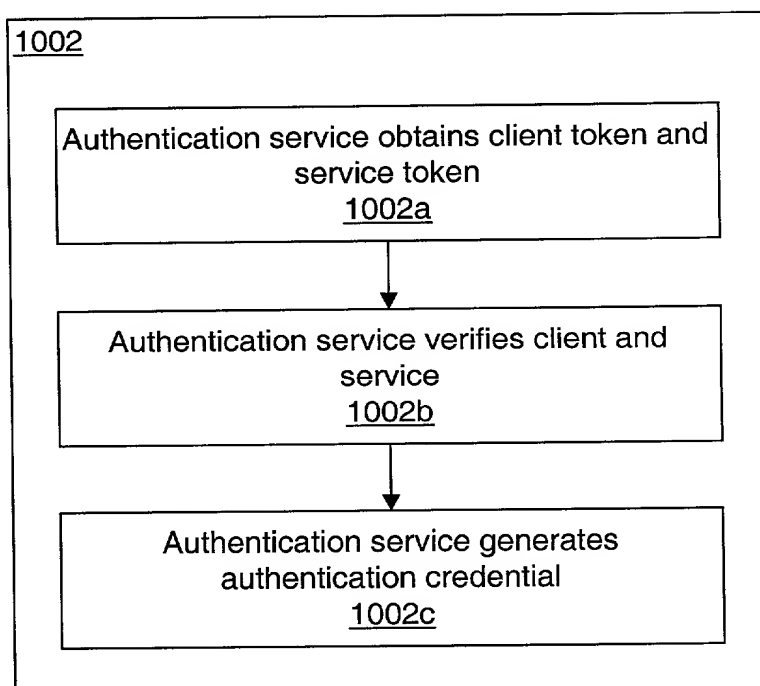 1002
Authentication service obtains client token and
service token
1002a
Authentication service verifies client and
service
1002b
Authentication service generates
authentication credential
1002c